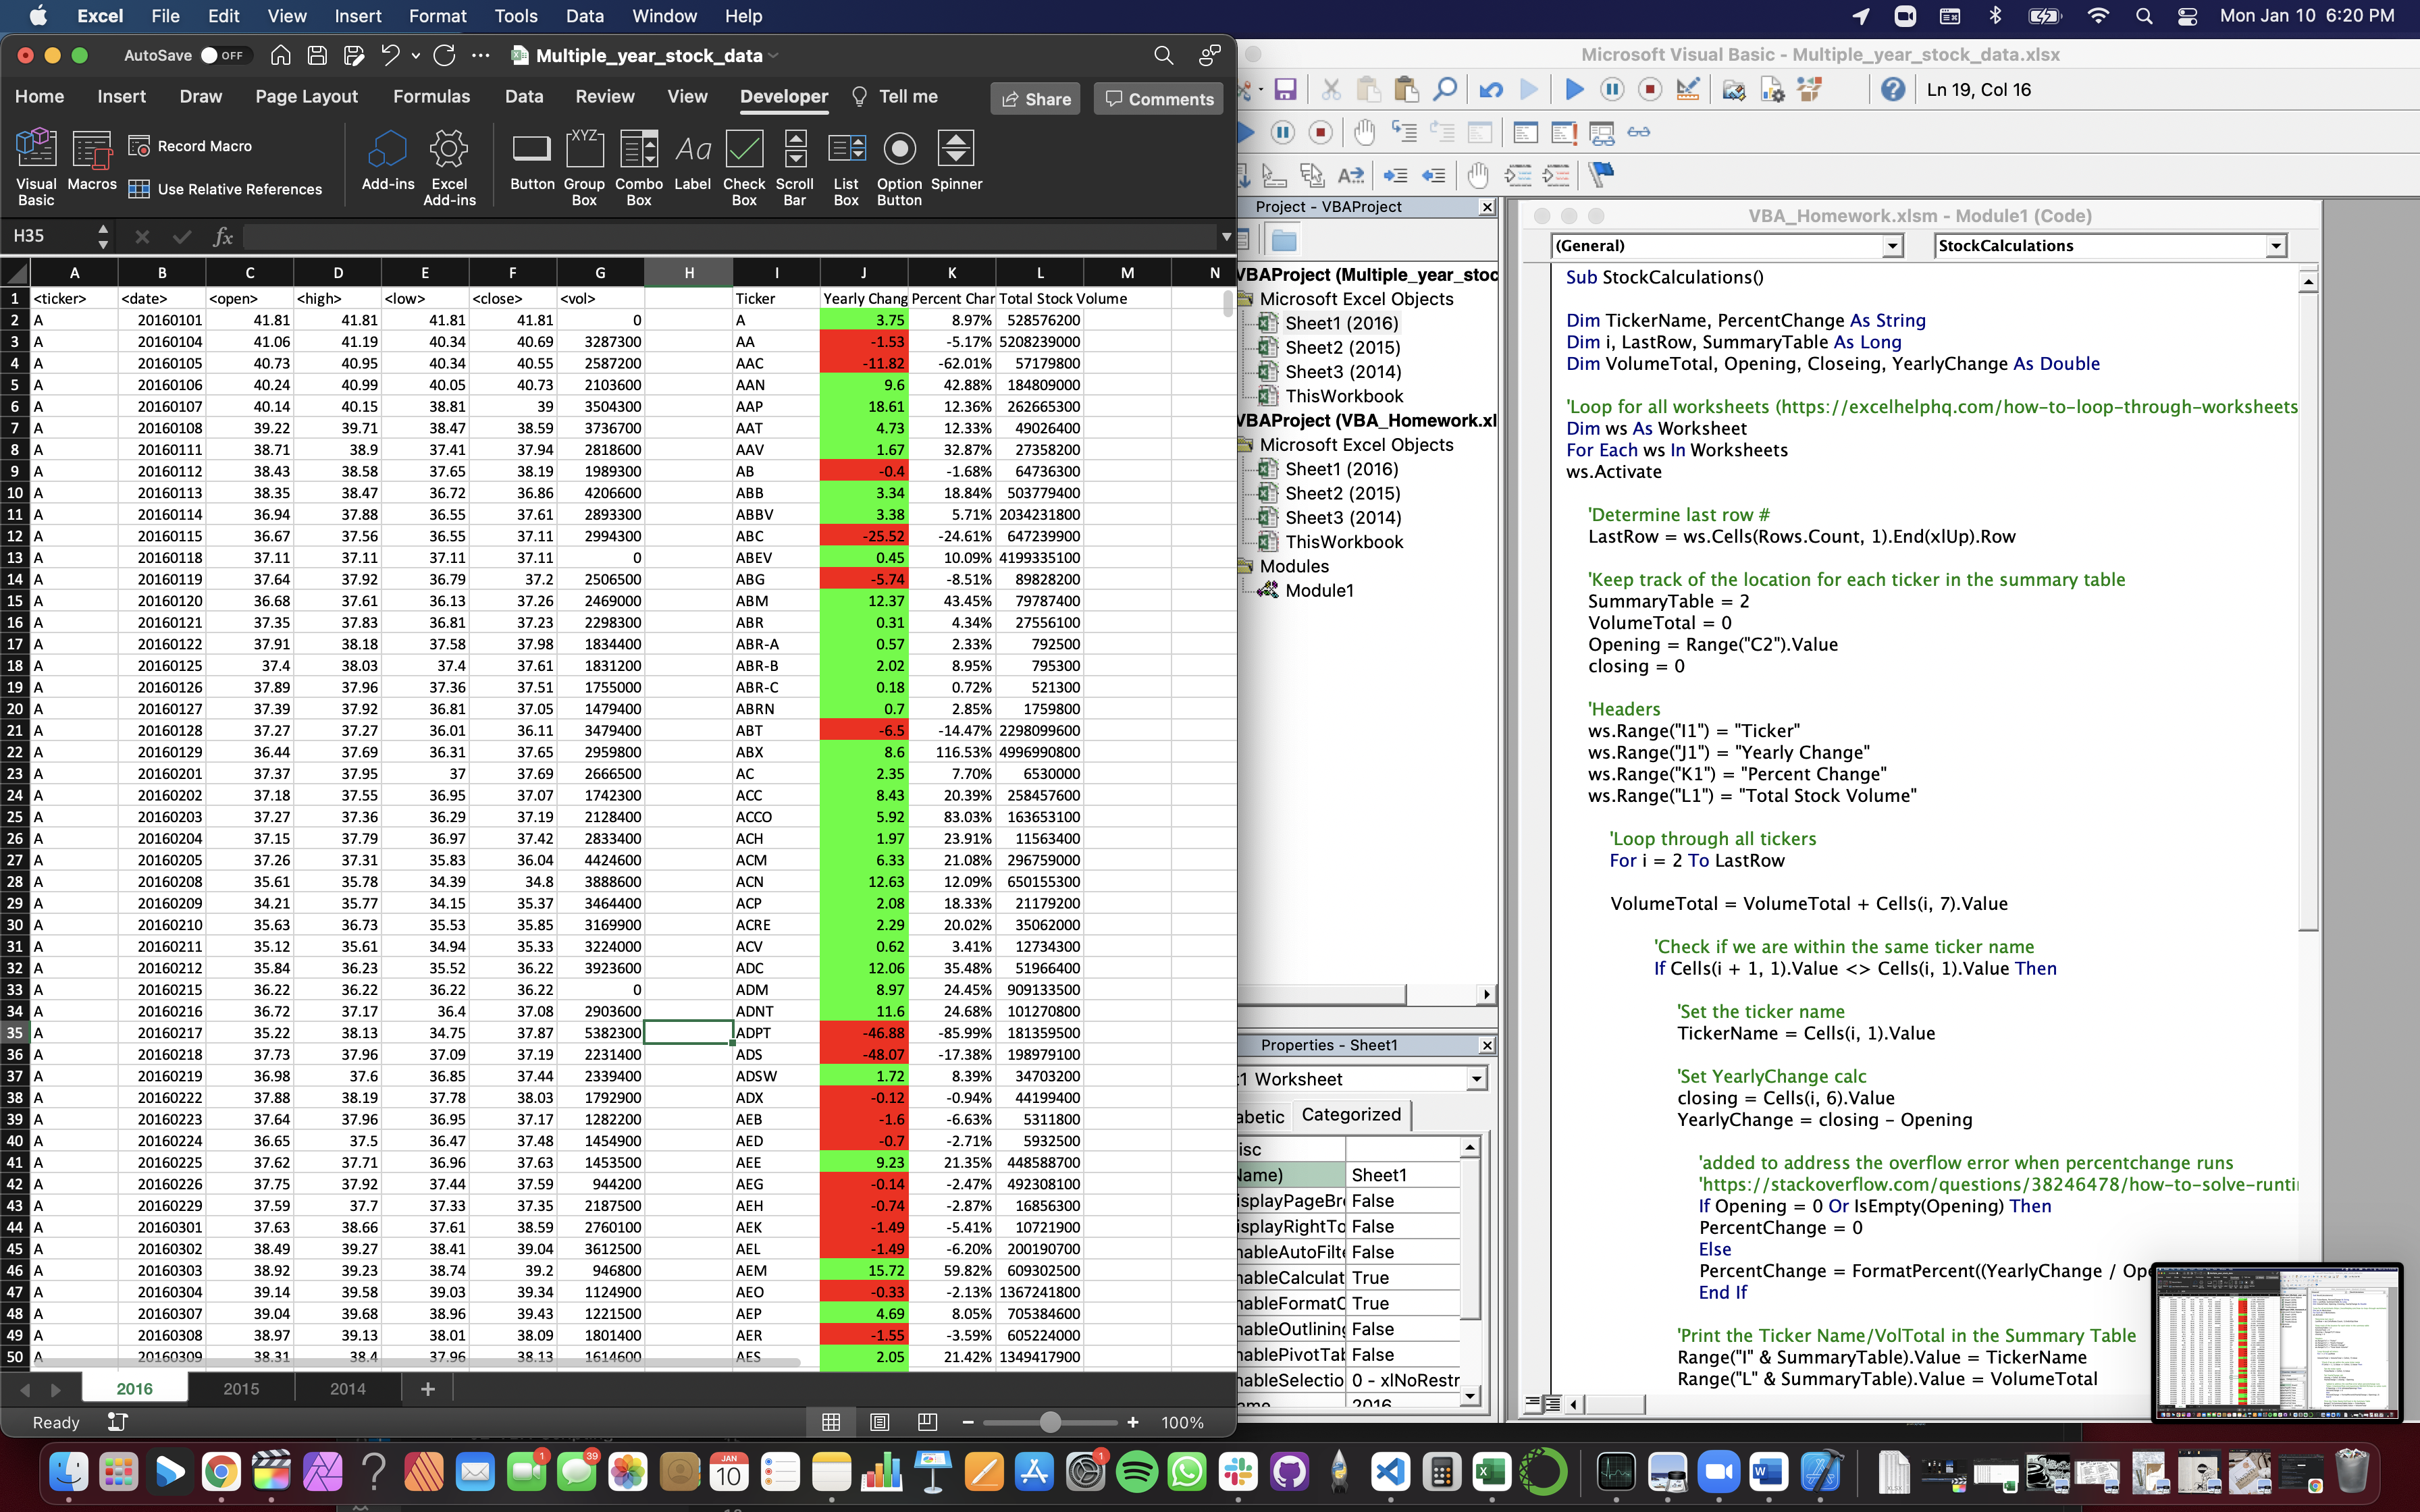 Excel File Edit View Insert Format Tools Data Window Help Mon Jan 10 6:20 PM
AutoSave OFF Multiple_year_stock_data
Home Insert Draw Page Layout Formulas Data Review View Developer Tell me Share Comments
Visual Basic Macros Record Macro Use Relative References Add-ins Excel Add-ins Button Group Box Combo Box Label Check Box Scroll Bar List Box Option Button Spinner
H35 fx
A B C D E F G H I J K L M N
1 <ticker> <date> <open> <high> <low> <close> <vol> Ticker Yearly Chang Percent Char Total Stock Volume
2 A 20160101 41.81 41.81 41.81 41.81 0 A 3.75 8.97% 528576200
3 A 20160104 41.06 41.19 40.34 40.69 3287300 AA -1.53 -5.17% 5208239000
4 A 20160105 40.73 40.95 40.34 40.55 2587200 AAC -11.82 -62.01% 57179800
5 A 20160106 40.24 40.99 40.05 40.73 2103600 AAN 9.6 42.88% 184809000
6 A 20160107 40.14 40.15 38.81 39 3504300 AAP 18.61 12.36% 262665300
7 A 20160108 39.22 39.71 38.47 38.59 3736700 AAT 4.73 12.33% 49026400
8 A 20160111 38.71 38.9 37.41 37.94 2818600 AAV 1.67 32.87% 27358200
9 A 20160112 38.43 38.58 37.65 38.19 1989300 AB -0.4 -1.68% 64736300
10 A 20160113 38.35 38.47 36.72 36.86 4206600 ABB 3.34 18.84% 503779400
11 A 20160114 36.94 37.88 36.55 37.61 2893300 ABBV 3.38 5.71% 2034231800
12 A 20160115 36.67 37.56 36.55 37.11 2994300 ABC -25.52 -24.61% 647239900
13 A 20160118 37.11 37.11 37.11 37.11 0 ABEV 0.45 10.09% 4199335100
14 A 20160119 37.64 37.92 36.79 37.2 2506500 ABG -5.74 -8.51% 89828200
15 A 20160120 36.68 37.61 36.13 37.26 2469000 ABM 12.37 43.45% 79787400
16 A 20160121 37.35 37.83 36.81 37.23 2298300 ABR 0.31 4.34% 27556100
17 A 20160122 37.91 38.18 37.58 37.98 1834400 ABR-A 0.57 2.33% 792500
18 A 20160125 37.4 38.03 37.4 37.61 1831200 ABR-B 2.02 8.95% 795300
19 A 20160126 37.89 37.96 37.36 37.51 1755000 ABR-C 0.18 0.72% 521300
20 A 20160127 37.39 37.92 36.81 37.05 1479400 ABRN 0.7 2.85% 1759800
21 A 20160128 37.27 37.27 36.01 36.11 3479400 ABT -6.5 -14.47% 2298099600
22 A 20160129 36.44 37.69 36.31 37.65 2959800 ABX 8.6 116.53% 4996990800
23 A 20160201 37.37 37.95 37 37.69 2666500 AC 2.35 7.70% 6530000
24 A 20160202 37.18 37.55 36.95 37.07 1742300 ACC 8.43 20.39% 258457600
25 A 20160203 37.27 37.36 36.29 37.19 2128400 ACCO 5.92 83.03% 163653100
26 A 20160204 37.15 37.79 36.97 37.42 2833400 ACH 1.97 23.91% 11563400
27 A 20160205 37.26 37.31 35.83 36.04 4424600 ACM 6.33 21.08% 296759000
28 A 20160208 35.61 35.78 34.39 34.8 3888600 ACN 12.63 12.09% 650155300
29 A 20160209 34.21 35.77 34.15 35.37 3464400 ACP 2.08 18.33% 21179200
30 A 20160210 35.63 36.73 35.53 35.85 3169900 ACRE 2.29 20.02% 35062000
31 A 20160211 35.12 35.61 34.94 35.33 3224000 ACV 0.62 3.41% 12734300
32 A 20160212 35.84 36.23 35.52 36.22 3923600 ADC 12.06 35.48% 51966400
33 A 20160215 36.22 36.22 36.22 36.22 0 ADM 8.97 24.45% 909133500
34 A 20160216 36.72 37.17 36.4 37.08 2903600 ADNT 11.6 24.68% 101270800
35 A 20160217 35.22 38.13 34.75 37.87 5382300 ADPT -46.88 -85.99% 181359500
36 A 20160218 37.73 37.96 37.09 37.19 2231400 ADS -48.07 -17.38% 198979100
37 A 20160219 36.98 37.6 36.85 37.44 2339400 ADSW 1.72 8.39% 34703200
38 A 20160222 37.88 38.19 37.78 38.03 1792900 ADX -0.12 -0.94% 44199400
39 A 20160223 37.64 37.96 36.95 37.17 1282200 AEB -1.6 -6.63% 5311800
40 A 20160224 36.65 37.5 36.47 37.48 1454900 AED -0.7 -2.71% 5932500
41 A 20160225 37.62 37.71 36.96 37.63 1453500 AEE 9.23 21.35% 448588700
42 A 20160226 37.75 37.92 37.44 37.59 944200 AEG -0.14 -2.47% 492308100
43 A 20160229 37.59 37.7 37.33 37.35 2187500 AEH -0.74 -2.87% 16856300
44 A 20160301 37.63 38.66 37.61 38.59 2760100 AEK -1.49 -5.41% 10721900
45 A 20160302 38.49 39.27 38.41 39.04 3612500 AEL -1.49 -6.20% 200190700
46 A 20160303 38.92 39.23 38.74 39.2 946800 AEM 15.72 59.82% 609302500
47 A 20160304 39.14 39.58 39.03 39.34 1124900 AEO -0.33 -2.13% 1367241800
48 A 20160307 39.04 39.68 38.96 39.43 1221500 AEP 4.69 8.05% 705384600
49 A 20160308 38.97 39.13 38.01 38.09 1801400 AER -1.55 -3.59% 605224000
50 A 20160309 38.31 38.4 37.96 38.13 1614600 AES 2.05 21.42% 1349417900
2016 2015 2014 +
Ready 100%
Microsoft Visual Basic - Multiple_year_stock_data.xlsx
Ln 19, Col 16
Project - VBAProject
VBAProject (Multiple_year_stoc
Microsoft Excel Objects
Sheet1 (2016)
Sheet2 (2015)
Sheet3 (2014)
ThisWorkbook
VBAProject (VBA_Homework.xl
Microsoft Excel Objects
Sheet1 (2016)
Sheet2 (2015)
Sheet3 (2014)
ThisWorkbook
Modules
Module1
Properties - Sheet1
:1 Worksheet
abetic Categorized
isc
Name) Sheet1
isplayPageBr False
isplayRightTo False
nableAutoFilt False
nableCalculat True
nableFormatC True
nableOutlining False
nablePivotTal False
nableSelectio 0 - xlNoRestr
ame 2016
VBA_Homework.xlsm - Module1 (Code)
(General) StockCalculations
Sub StockCalculations()
Dim TickerName, PercentChange As String
Dim i, LastRow, SummaryTable As Long
Dim VolumeTotal, Opening, Closeing, YearlyChange As Double
'Loop for all worksheets (https://excelhelphq.com/how-to-loop-through-worksheets
Dim ws As Worksheet
For Each ws In Worksheets
ws.Activate
'Determine last row #
LastRow = ws.Cells(Rows.Count, 1).End(xlUp).Row
'Keep track of the location for each ticker in the summary table
SummaryTable = 2
VolumeTotal = 0
Opening = Range("C2").Value
closing = 0
'Headers
ws.Range("I1") = "Ticker"
ws.Range("J1") = "Yearly Change"
ws.Range("K1") = "Percent Change"
ws.Range("L1") = "Total Stock Volume"
'Loop through all tickers
For i = 2 To LastRow
VolumeTotal = VolumeTotal + Cells(i, 7).Value
'Check if we are within the same ticker name
If Cells(i + 1, 1).Value <> Cells(i, 1).Value Then
'Set the ticker name
TickerName = Cells(i, 1).Value
'Set YearlyChange calc
closing = Cells(i, 6).Value
YearlyChange = closing - Opening
'added to address the overflow error when percentchange runs
'https://stackoverflow.com/questions/38246478/how-to-solve-runti
If Opening = 0 Or IsEmpty(Opening) Then
PercentChange = 0
Else
PercentChange = FormatPercent((YearlyChange / Ope
End If
'Print the Ticker Name/VolTotal in the Summary Table
Range("I" & SummaryTable).Value = TickerName
Range("L" & SummaryTable).Value = VolumeTotal
1 39 JAN 10 1